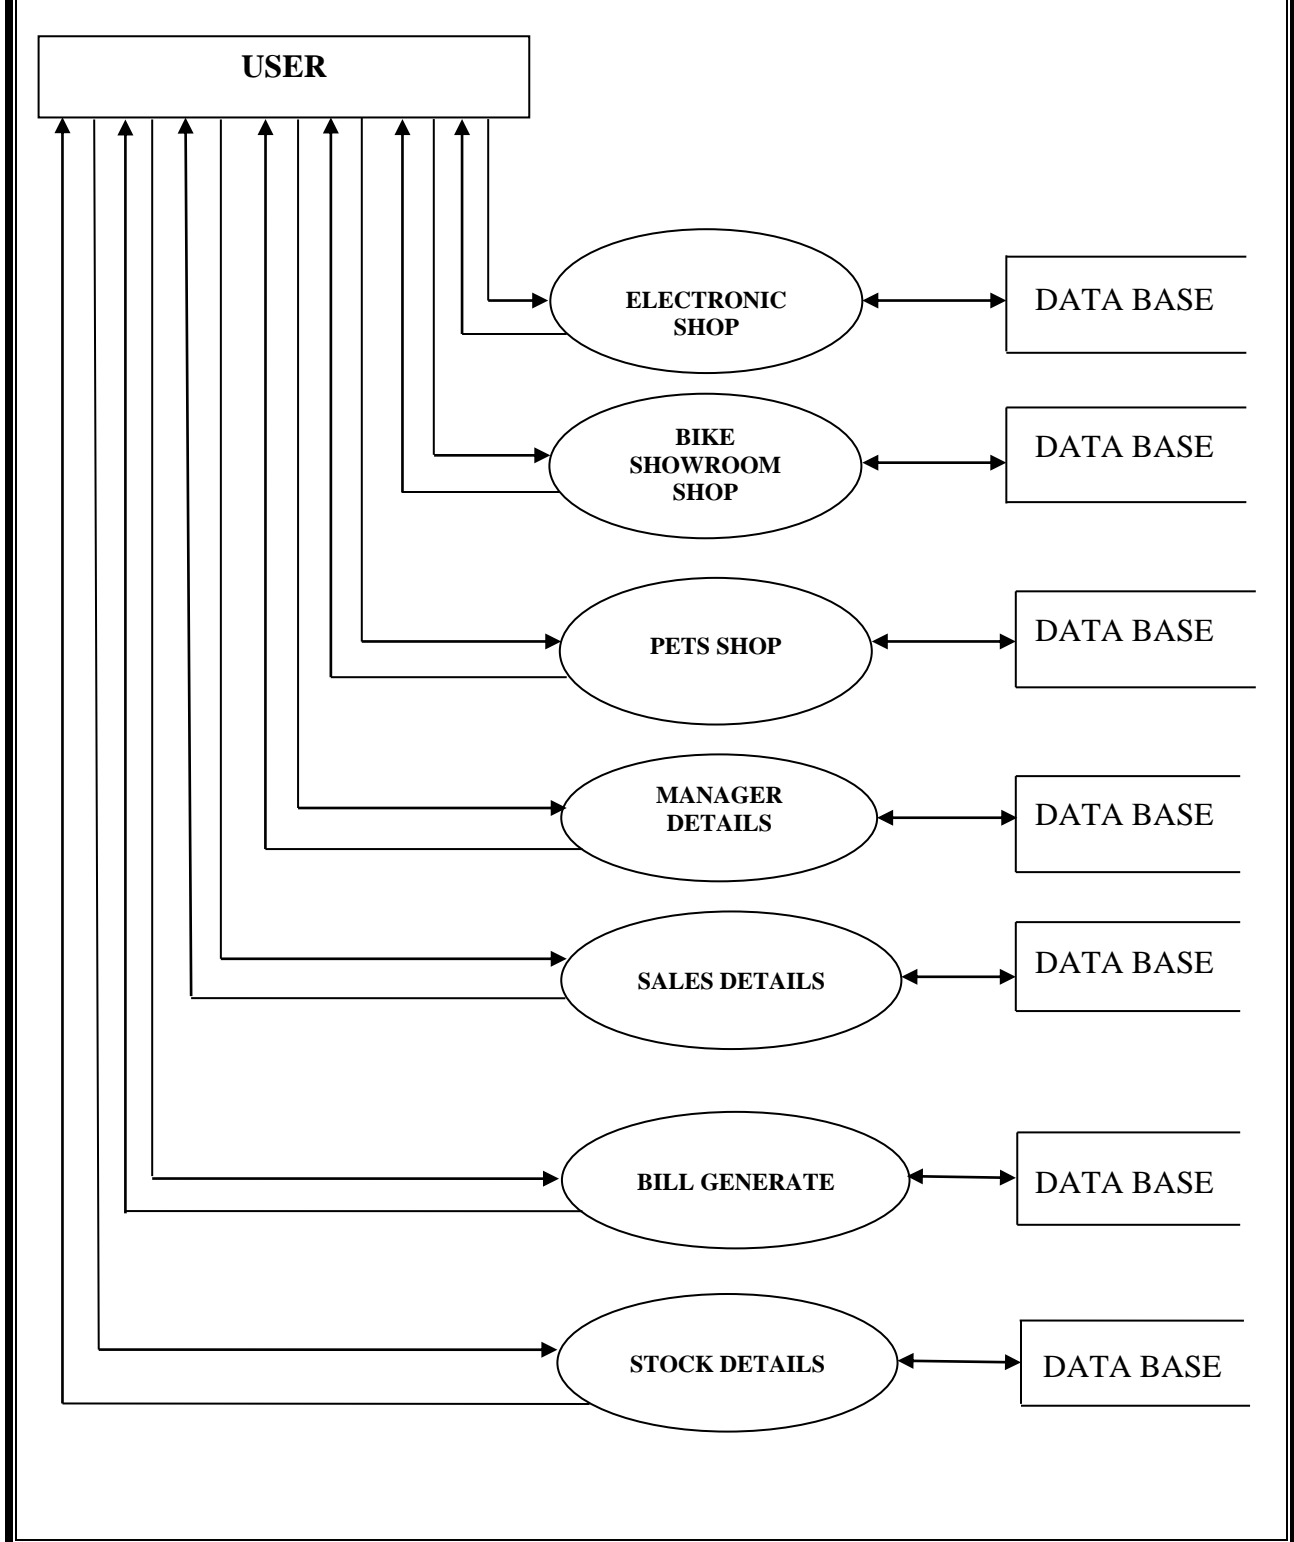 USER
ELECTRONIC
SHOP
DATA BASE
BIKE
SHOWROOM
SHOP
DATA BASE
PETS SHOP
DATA BASE
MANAGER
DETAILS
DATA BASE
SALES DETAILS
DATA BASE
BILL GENERATE
DATA BASE
STOCK DETAILS
DATA BASE